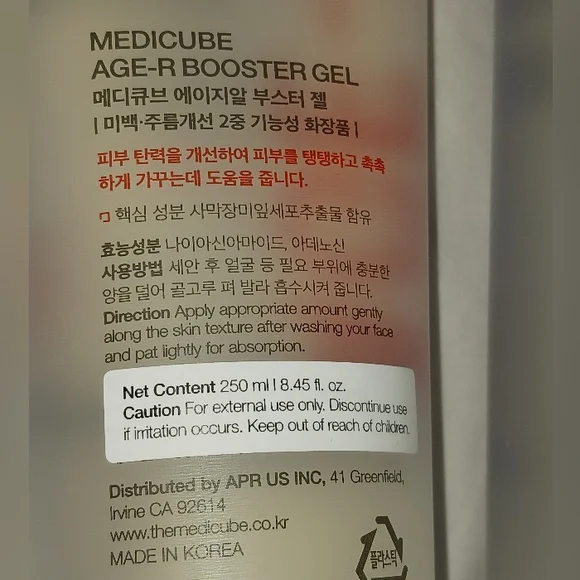 MEDICUBE
AGE-R BOOSTER GEL
메디큐브 에이지알 부스터 젤
| 미백·주름개선 2중 기능성 화장품 |
피부 탄력을 개선하여 피부를 탱탱하고 촉촉
하게 가꾸는데 도움을 줍니다.
핵심 성분 사막장미잎세포추출물 함유
효능성분 나이아신아마이드, 아데노신
사용방법 세안 후 얼굴 등 필요 부위에 충분한
양을 덜어 골고루 펴 발라 흡수시켜 줍니다.
Direction Apply appropriate amount gently
along the skin texture after washing your face
and pat lightly for absorption.
Net Content 250 ml | 8.45 fl. oz.
Caution For external use only. Discontinue use
if irritation occurs. Keep out of reach of children.
Distributed by APR US INC, 41 Greenfield,
Irvine CA 92614
www.themedicube.co.kr
MADE IN KOREA
플라스틱